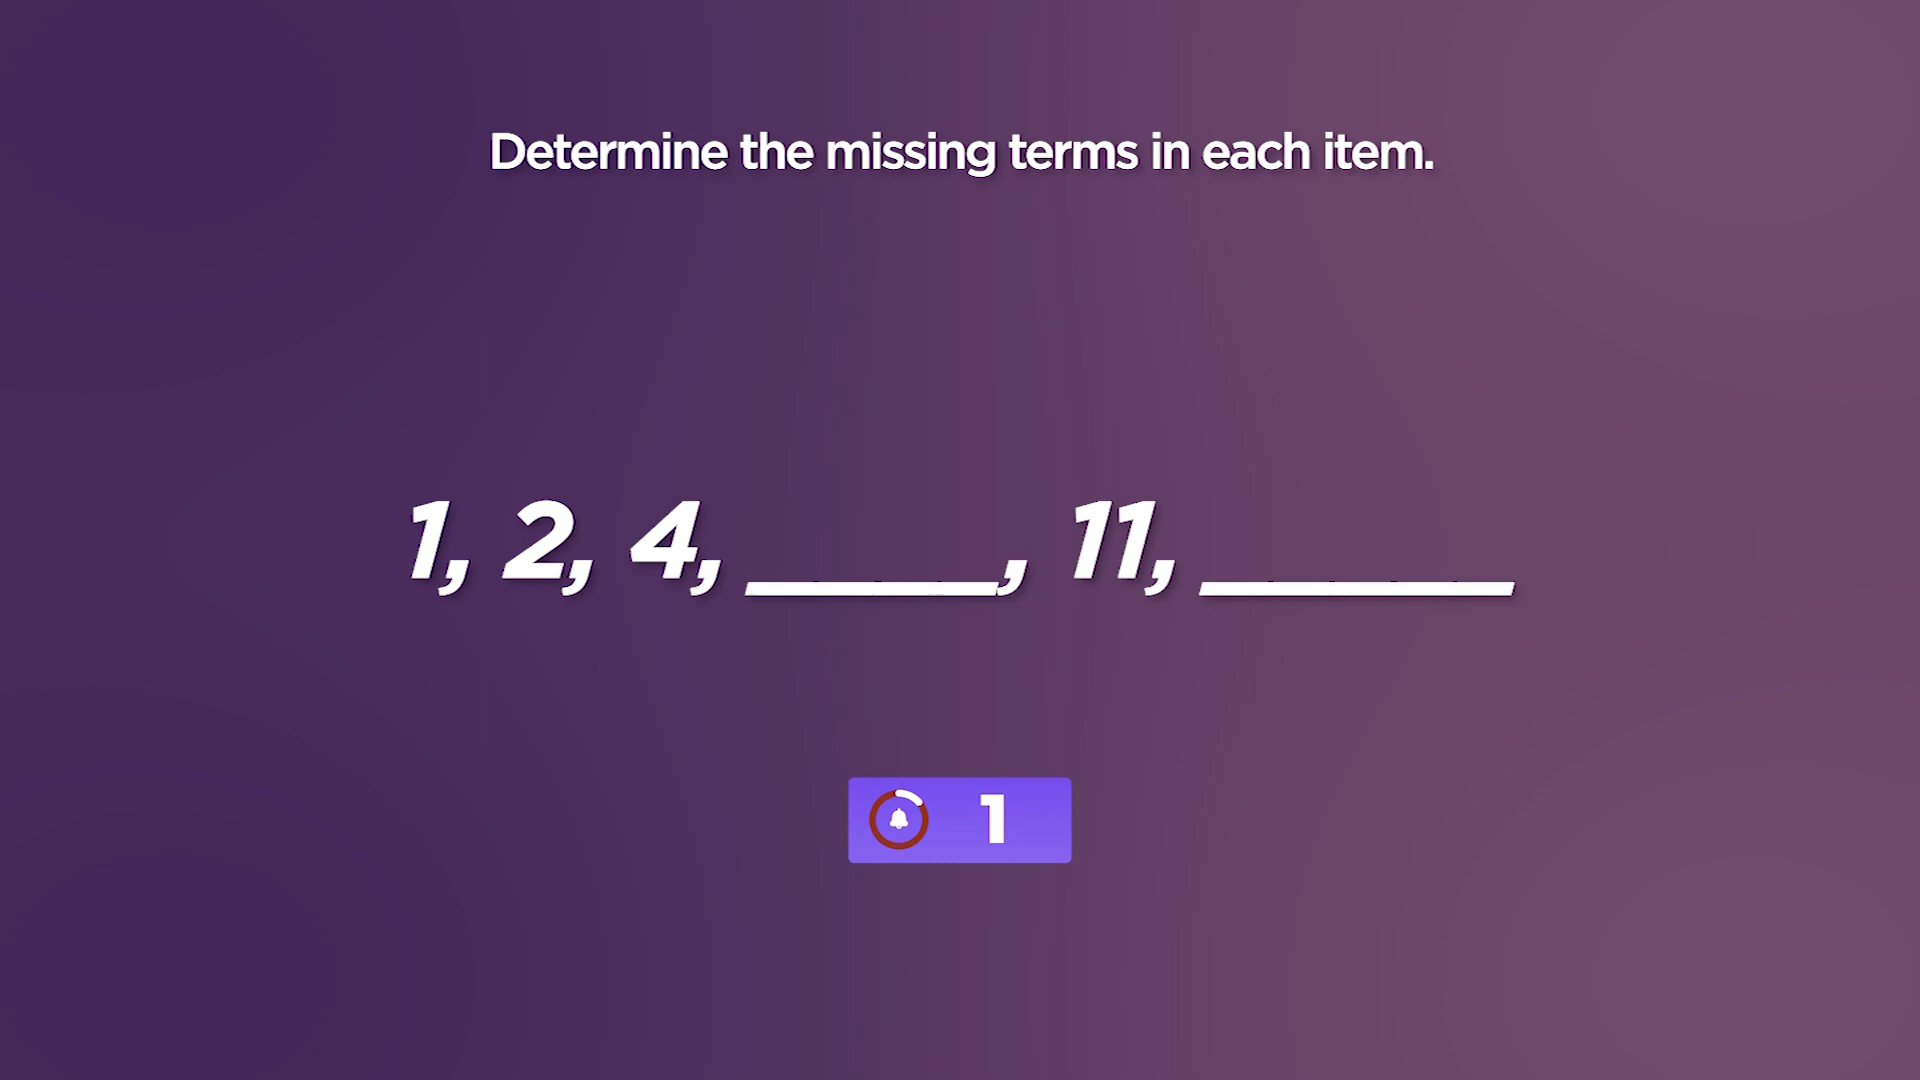 Determine the missing terms in each item.
1, 2, 4, ____, 11, _____
1